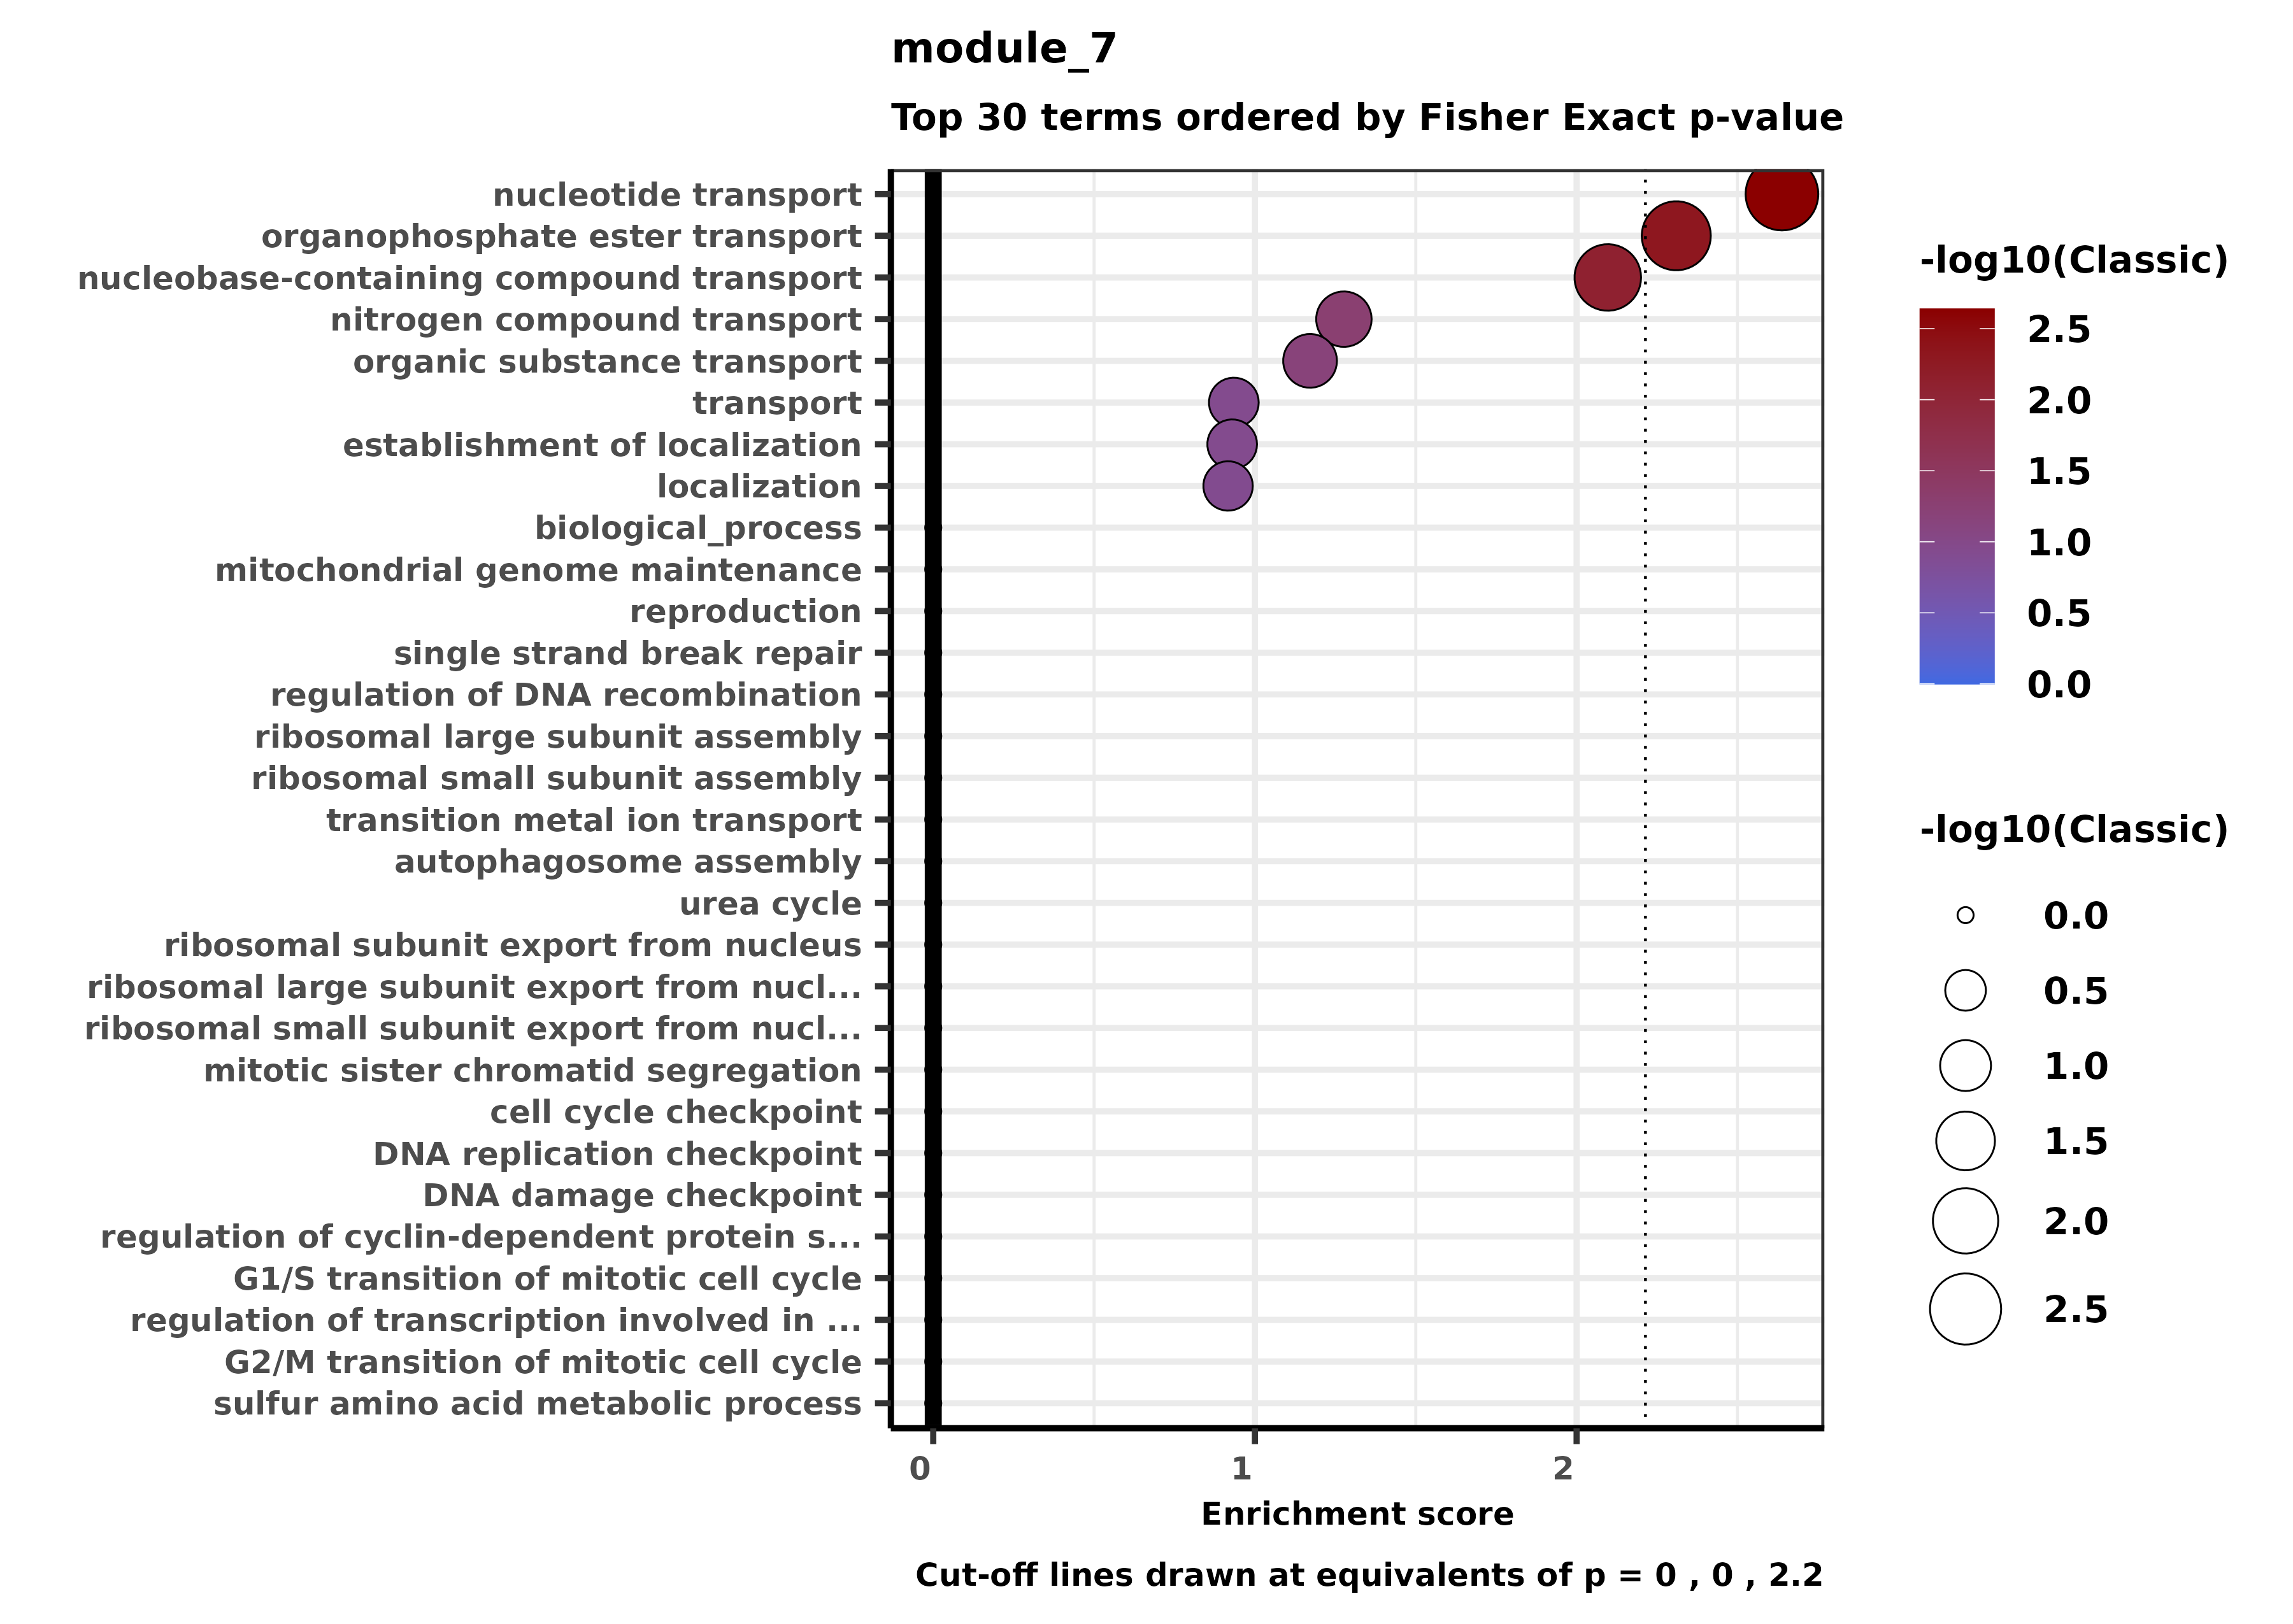 module_7
Top 30 terms ordered by Fisher Exact p-value
nucleotide transport
organophosphate ester transport
nucleobase-containing compound transport
nitrogen compound transport
organic substance transport
transport
establishment of localization
localization
biological_process
mitochondrial genome maintenance
reproduction
single strand break repair
regulation of DNA recombination
ribosomal large subunit assembly
ribosomal small subunit assembly
transition metal ion transport
autophagosome assembly
urea cycle
ribosomal subunit export from nucleus
ribosomal large subunit export from nucl...
ribosomal small subunit export from nucl...
mitotic sister chromatid segregation
cell cycle checkpoint
DNA replication checkpoint
DNA damage checkpoint
regulation of cyclin-dependent protein s...
G1/S transition of mitotic cell cycle
regulation of transcription involved in ...
G2/M transition of mitotic cell cycle
sulfur amino acid metabolic process
0 1 2
Enrichment score
Cut-off lines drawn at equivalents of p = 0 , 0 , 2.2
-log10(Classic)
2.5
2.0
1.5
1.0
0.5
0.0
-log10(Classic)
0.0
0.5
1.0
1.5
2.0
2.5